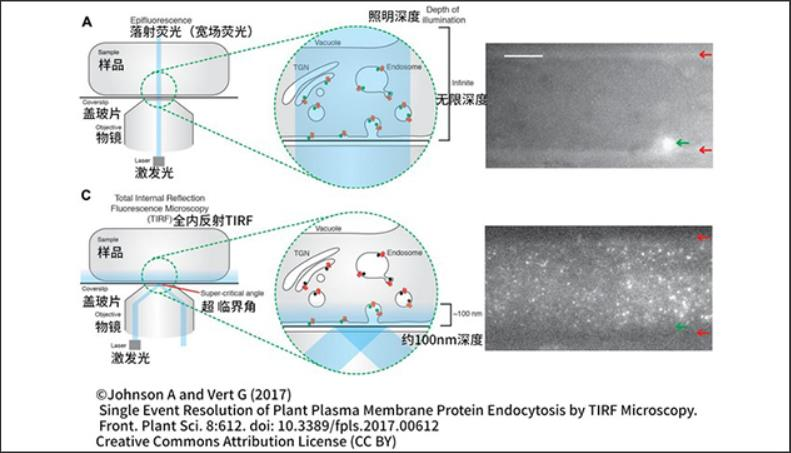 A
Epifluorescence
落射荧光（宽场荧光）
Sample
样品
Coverslip
盖玻片
Objective
物镜
Laser
激发光
照明深度 Depth of
illumination
Vacuole
TGN
Endosome
Infinite
无限深度
C
Total Internal Reflection
Fluorescence Microscopy
(TIRF)全内反射TIRF
Sample
样品
Coverslip
盖玻片
Super-critical angle
超 临界角
Objective
物镜
Laser
激发光
Vacuole
TGN
Endosome
~100 nm
约100nm深度
©Johnson A and Vert G (2017)
Single Event Resolution of Plant Plasma Membrane Protein Endocytosis by TIRF Microscopy.
Front. Plant Sci. 8:612. doi: 10.3389/fpls.2017.00612
Creative Commons Attribution License (CC BY)